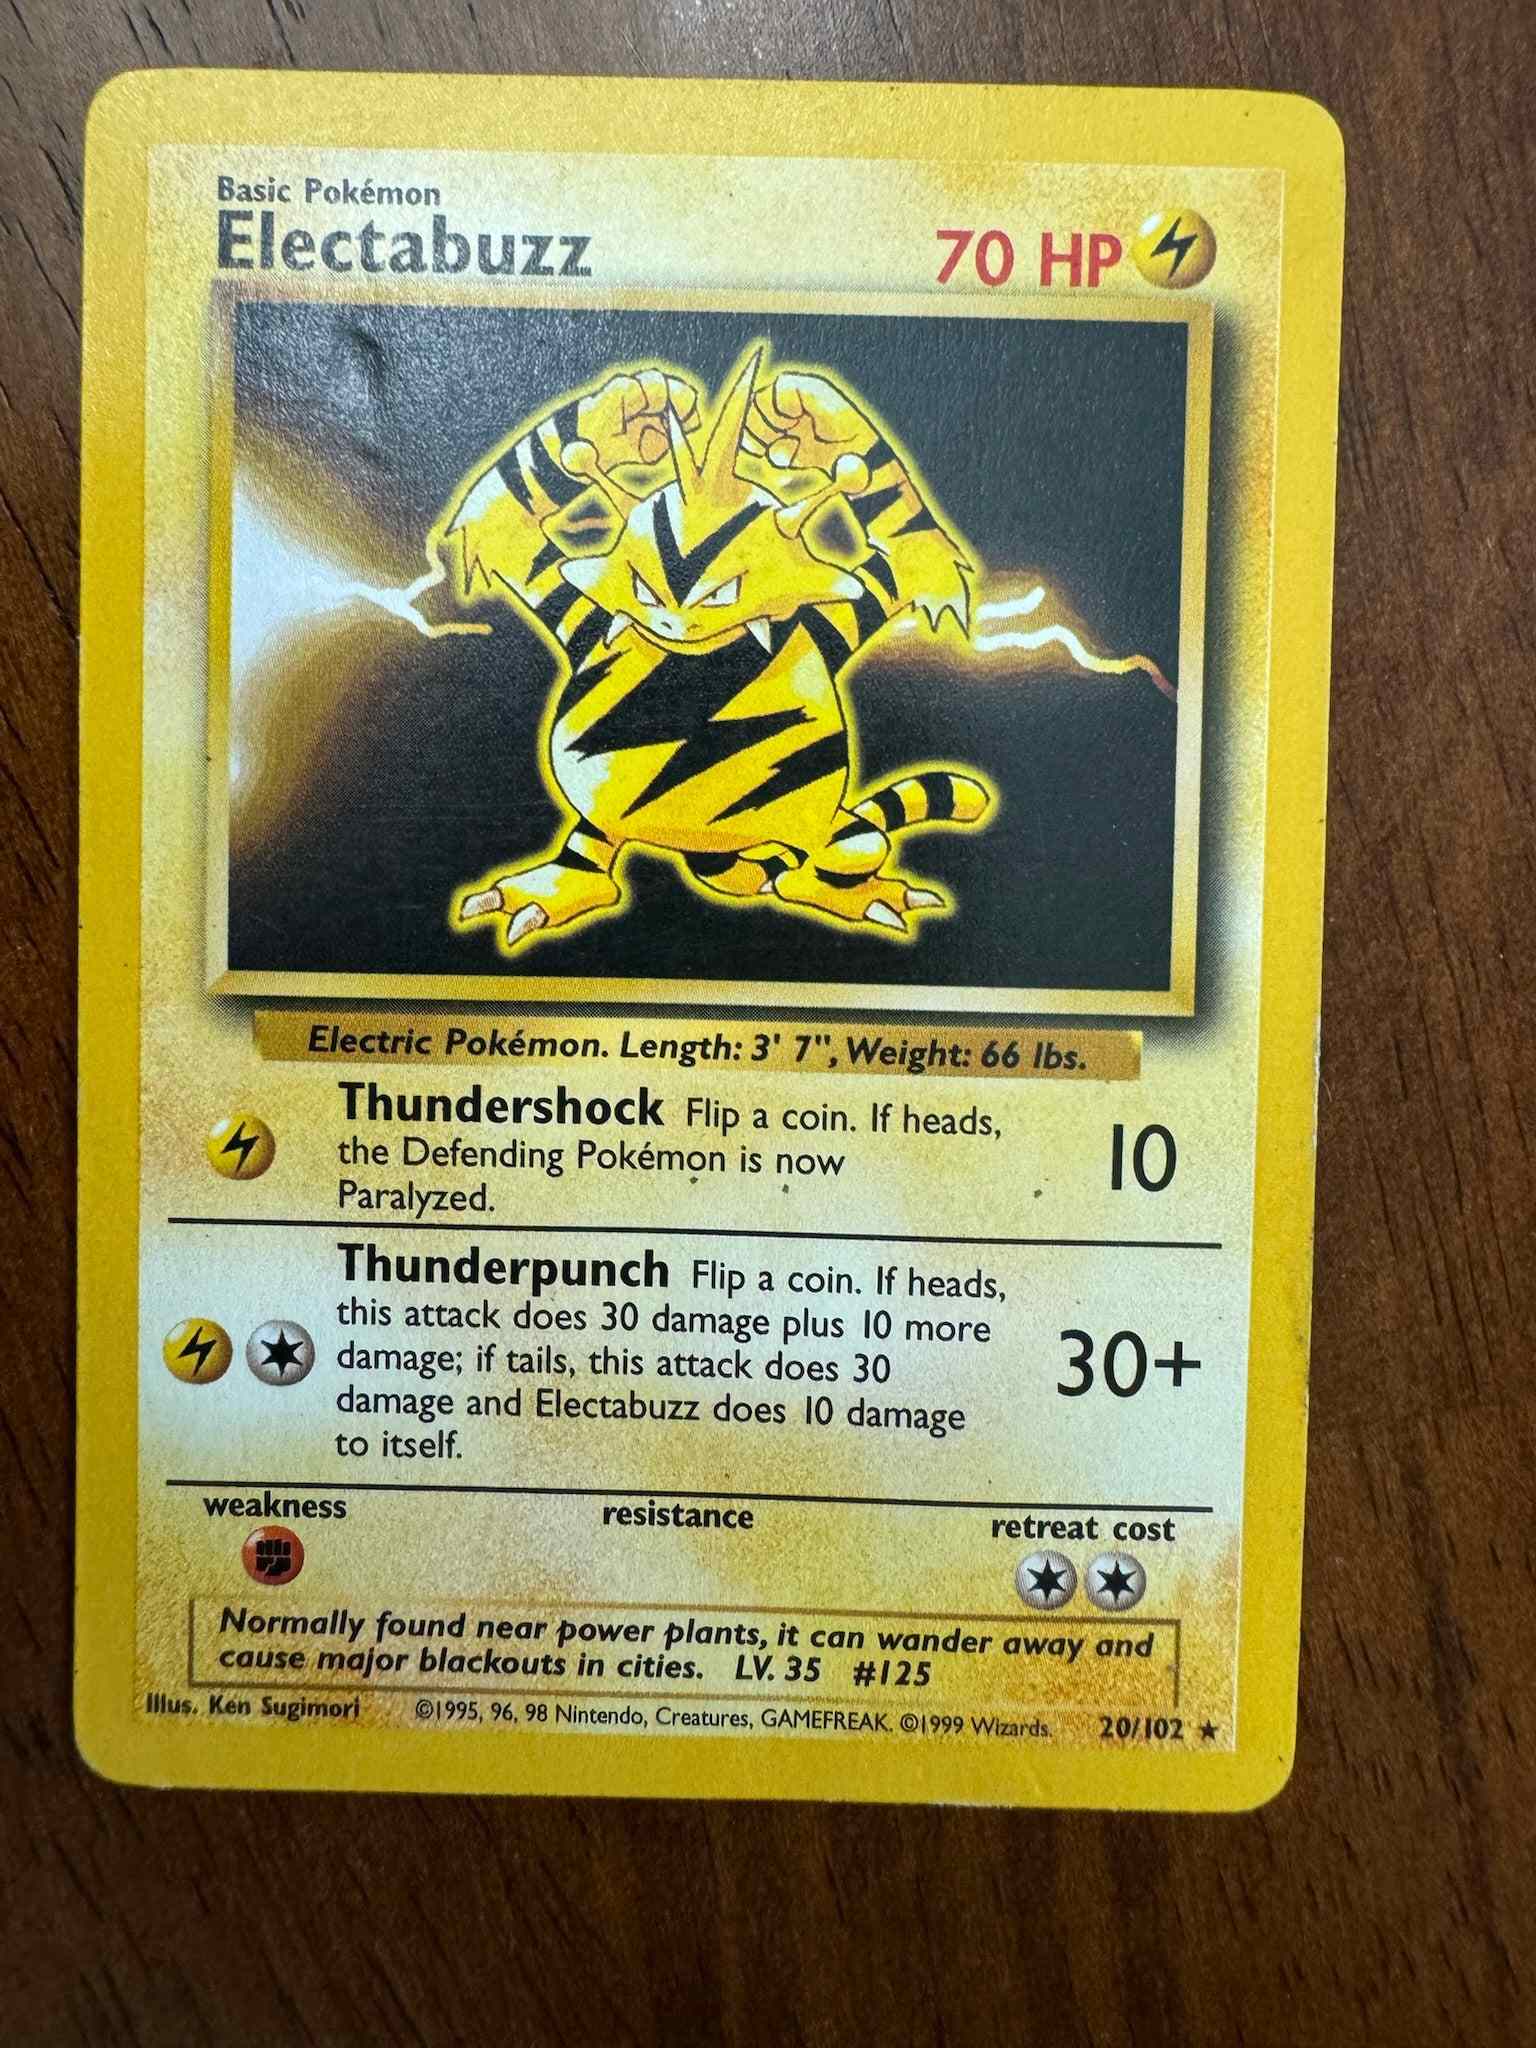 Basic Pokémon
Electabuzz
70 HP
Electric Pokémon. Length: 3' 7", Weight: 66 lbs.
Thundershock Flip a coin. If heads,
the Defending Pokémon is now
Paralyzed.
10
Thunderpunch Flip a coin. If heads,
this attack does 30 damage plus 10 more
damage; if tails, this attack does 30
damage and Electabuzz does 10 damage
to itself.
30+
weakness
resistance
retreat cost
Normally found near power plants, it can wander away and
cause major blackouts in cities. LV. 35 #125
Illus. Ken Sugimori ©1995, 96, 98 Nintendo, Creatures, GAMEFREAK. ©1999 Wizards. 20/102 ★